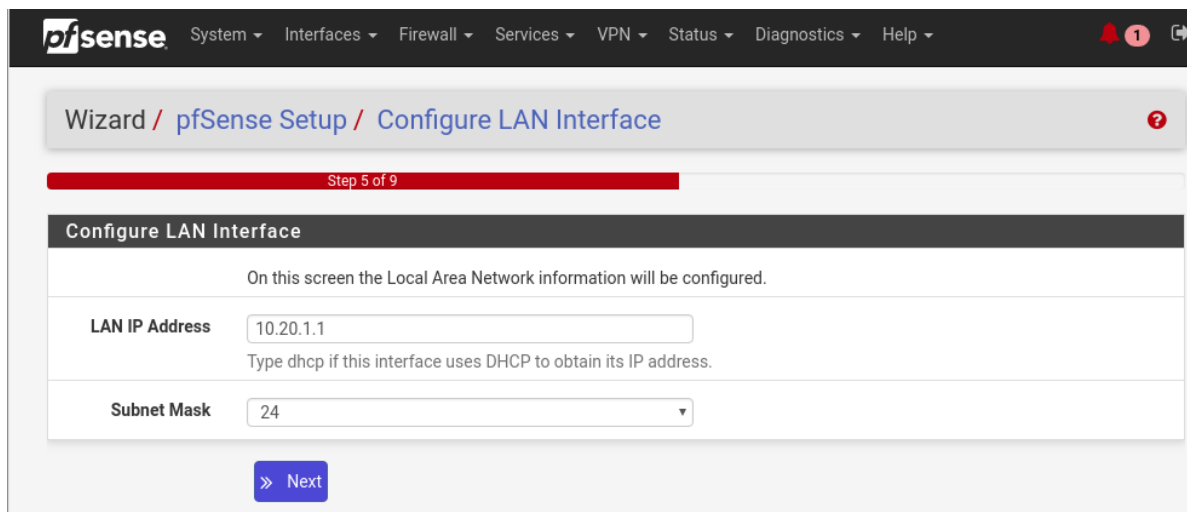 pfsense System Interfaces Firewall Services VPN Status Diagnostics Help 1
Wizard / pfSense Setup / Configure LAN Interface
Step 5 of 9
Configure LAN Interface
On this screen the Local Area Network information will be configured.
LAN IP Address 10.20.1.1
Type dhcp if this interface uses DHCP to obtain its IP address.
Subnet Mask 24
» Next